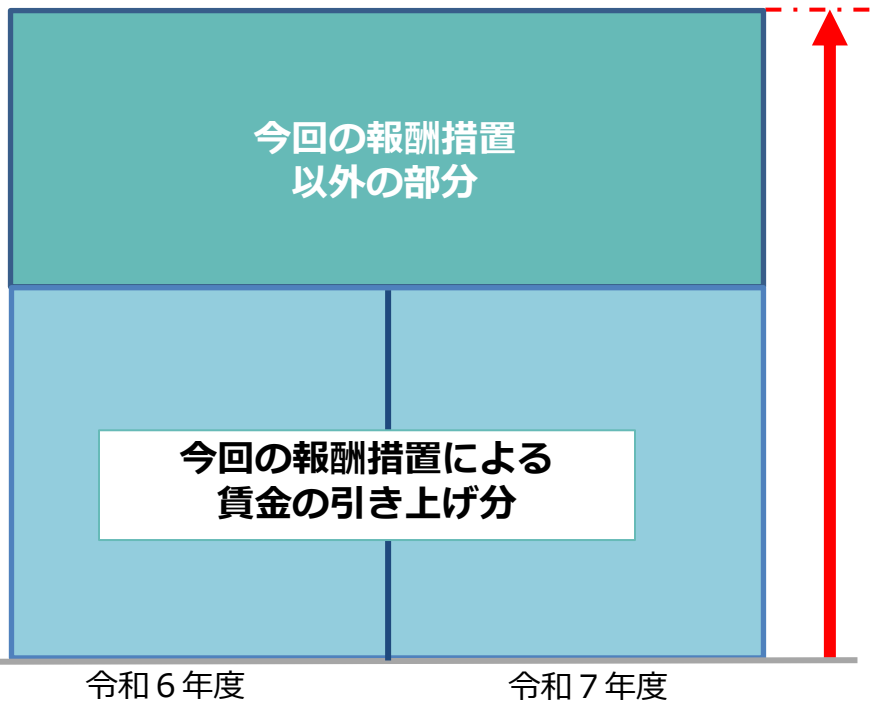 今回の報酬措置
以外の部分
今回の報酬措置による
賃金の引き上げ分
令和６年度
令和７年度